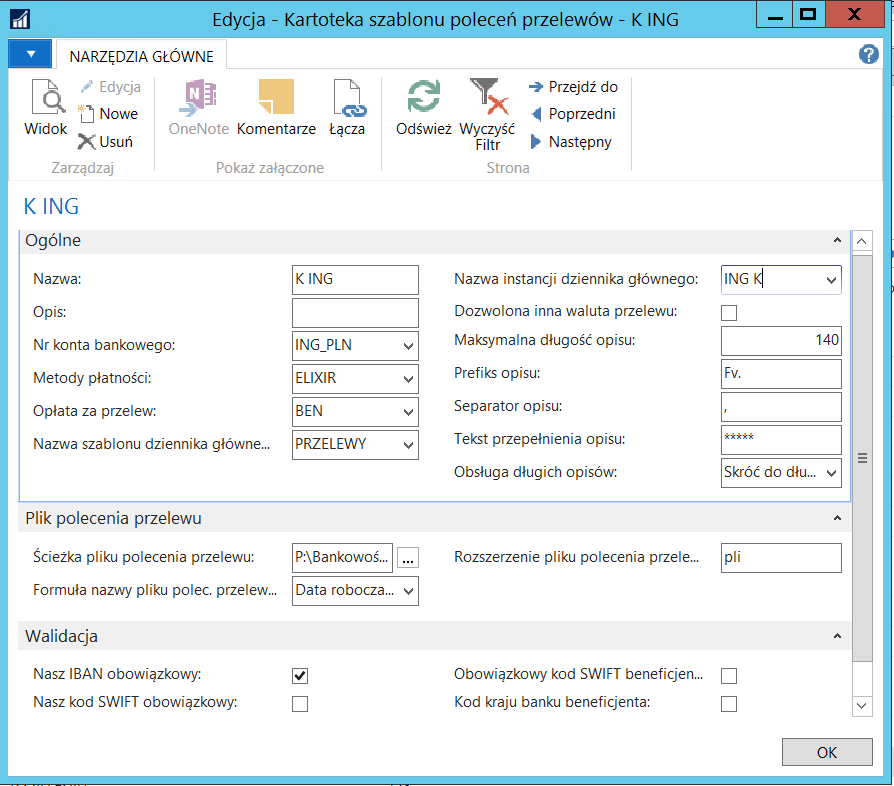 Edycja - Kartoteka szablonu poleceń przelewów - K ING
NARZĘDZIA GŁÓWNE
Widok
Edycja
Nowe
Usuń
Zarządzaj
OneNote
Komentarze
Łącza
Pokaż załączone
Odśwież
Wyczyść
Filtr
Przejdź do
Poprzedni
Następny
Strona
K ING
Ogólne
Nazwa: K ING
Opis:
Nr konta bankowego: ING_PLN
Metody płatności: ELIXIR
Opłata za przelew: BEN
Nazwa szablonu dziennika główne... PRZELEWY
Nazwa instancji dziennika głównego: ING K
Dozwolona inna waluta przelewu:
Maksymalna długość opisu: 140
Prefiks opisu: Fv.
Separator opisu: ,
Tekst przepełnienia opisu: *****
Obsługa długich opisów: Skróć do dłu...
Plik polecenia przelewu
Ścieżka pliku polecenia przelewu: P:\Bankowoś... ...
Formuła nazwy pliku polec. przelew... Data robocza...
Rozszerzenie pliku polecenia przele... pli
Walidacja
Nasz IBAN obowiązkowy:
Nasz kod SWIFT obowiązkowy:
Obowiązkowy kod SWIFT beneficjen...
Kod kraju banku beneficjenta:
OK